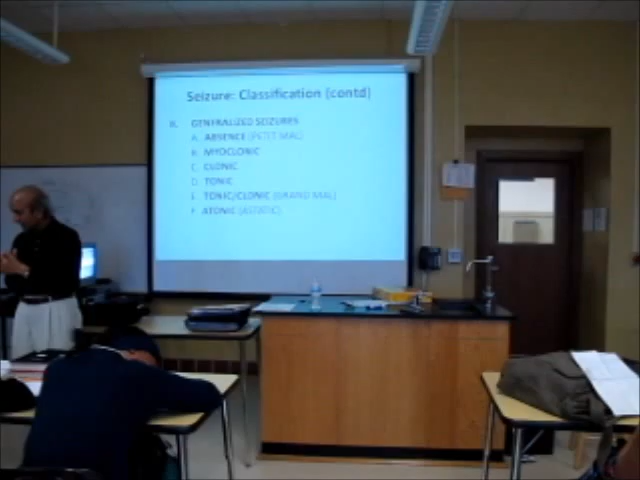 Seizure: Classification (contd)
II. GENERALIZED SEIZURES
A. ABSENCE (PETIT MAL)
B. MYOCLONIC
C. CLONIC
D. TONIC
E. TONIC/CLONIC (GRAND MAL)
F. ATONIC (ASTATIC)